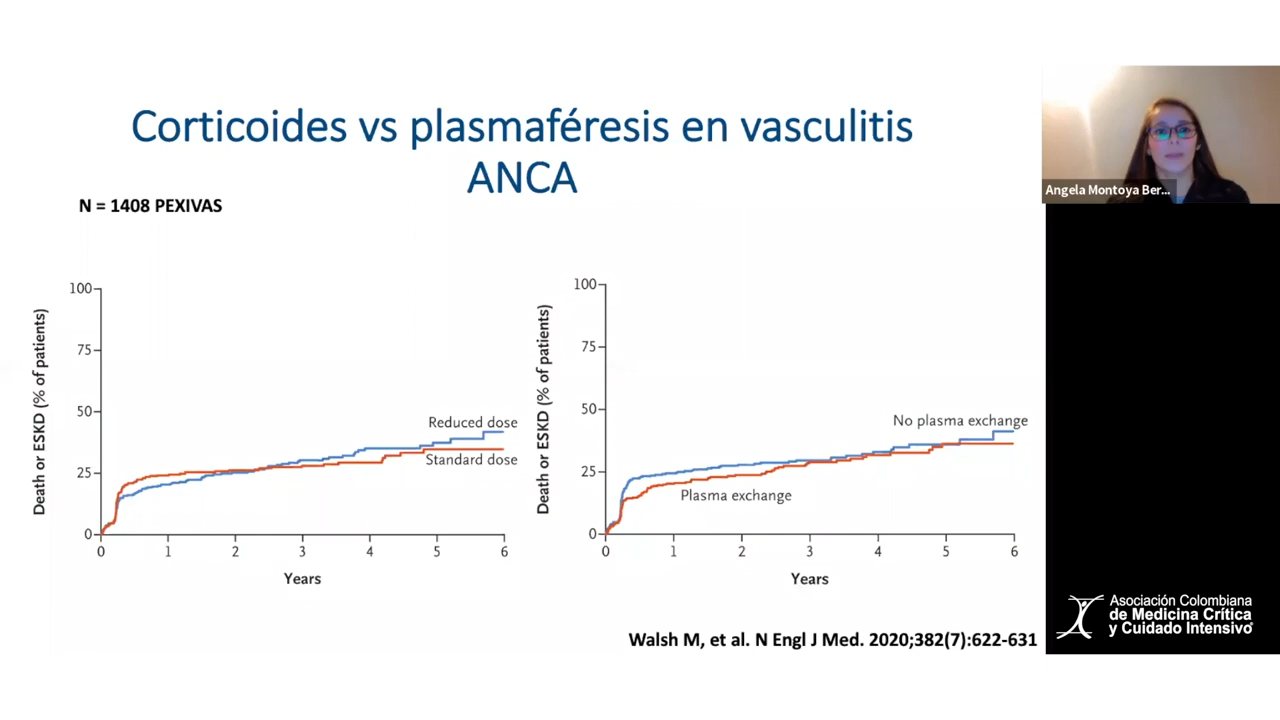 Corticoides vs plasmaféresis en vasculitis
ANCA
N = 1408 PEXIVAS
Death or ESKD (% of patients)
100
75
50
25
0
Reduced dose
Standard dose
0 1 2 3 4 5 6
Years
Death or ESKD (% of patients)
100
75
50
25
0
No plasma exchange
Plasma exchange
0 1 2 3 4 5 6
Years
Walsh M, et al. N Engl J Med. 2020;382(7):622-631
Angela Montoya Ber...
Asociación Colombiana
de Medicina Crítica
y Cuidado Intensivo